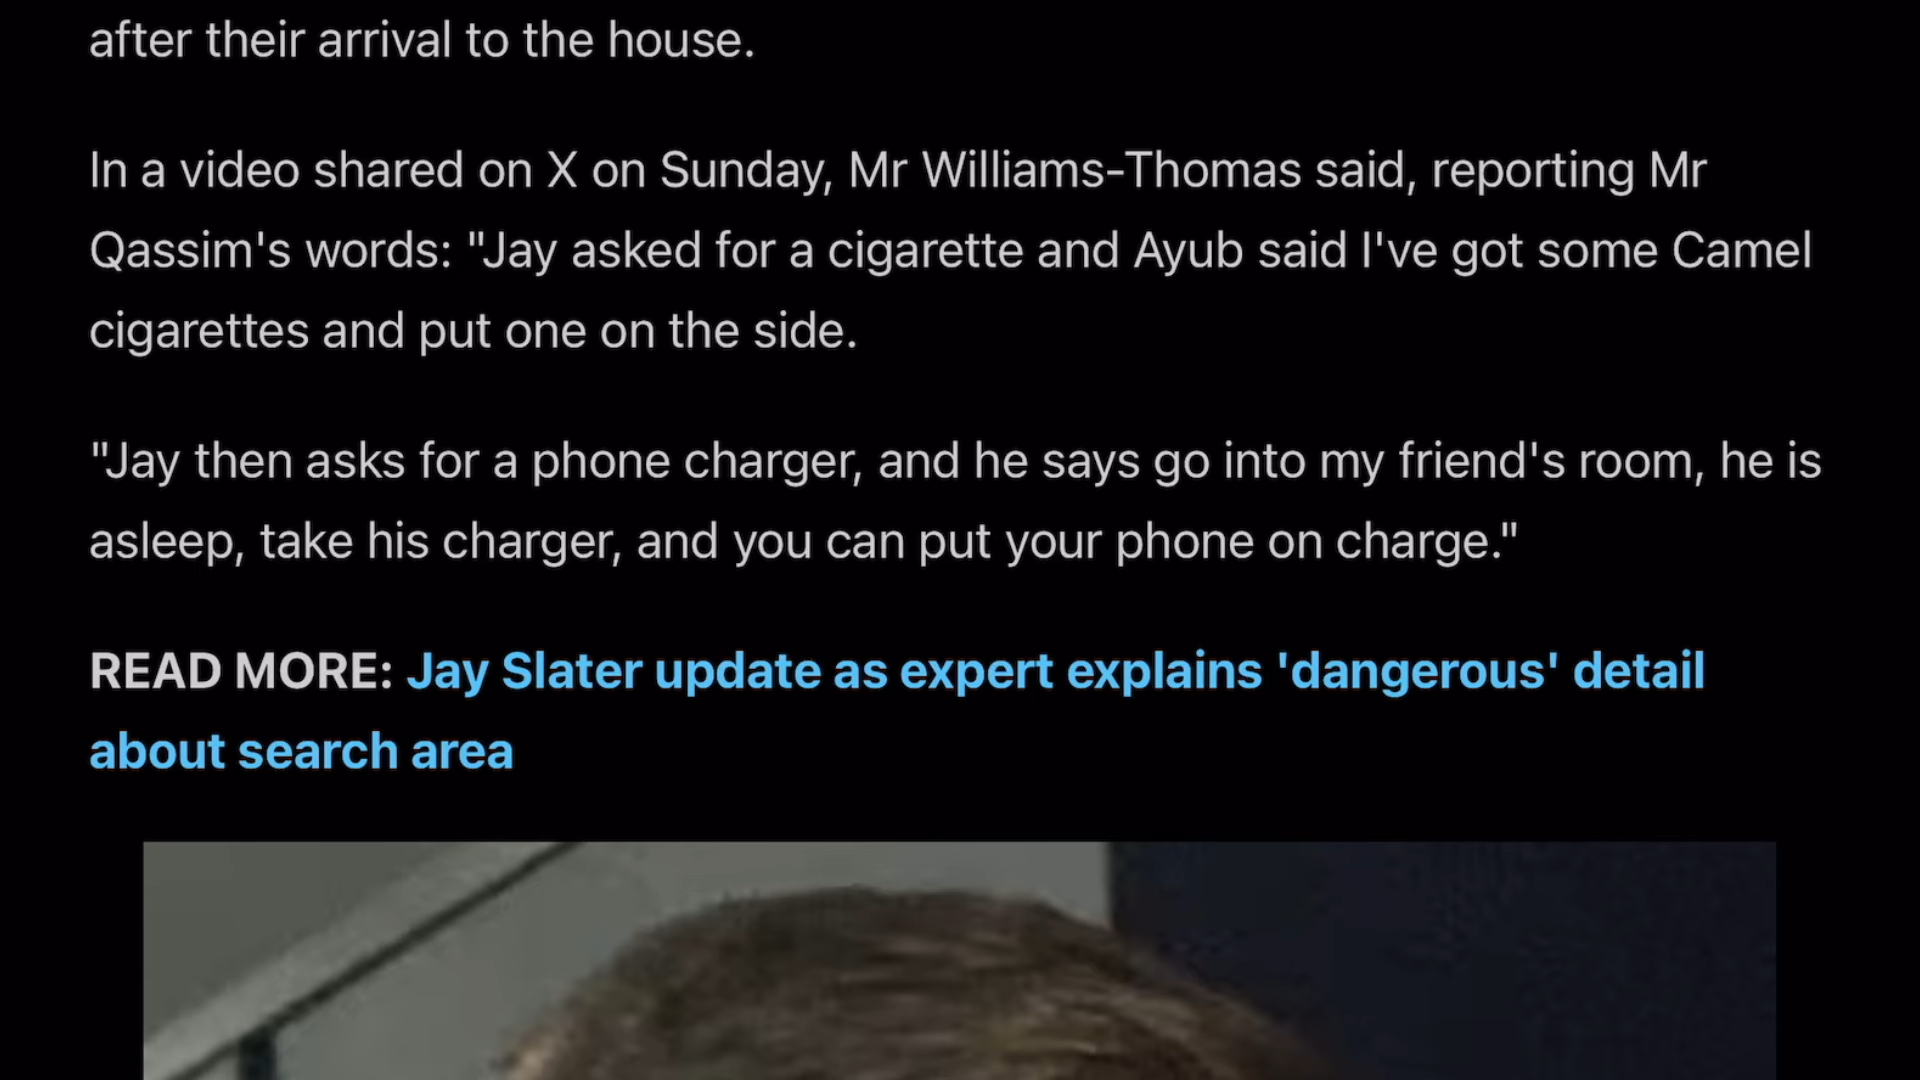 after their arrival to the house.
In a video shared on X on Sunday, Mr Williams-Thomas said, reporting Mr
Qassim's words: "Jay asked for a cigarette and Ayub said I've got some Camel
cigarettes and put one on the side.
"Jay then asks for a phone charger, and he says go into my friend's room, he is
asleep, take his charger, and you can put your phone on charge."
READ MORE: Jay Slater update as expert explains 'dangerous' detail
about search area